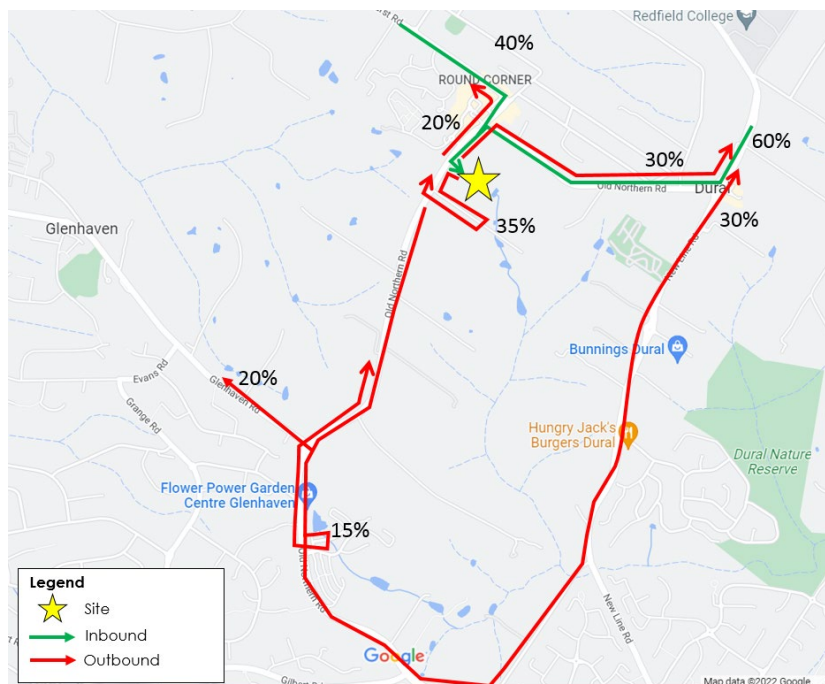 Redfield College
40%
ROUND CORNER
20%
60%
30%
Old Northern Rd
Dural
35%
30%
Glenhaven
New Line Rd
Old Northern Rd
Bunnings Dural
Evans Rd
20%
Glenhaven Rd
Grange Rd
Hungry Jack's
Burgers Dural
Dural Nature
Reserve
Flower Power Garden
Centre Glenhaven
15%
Old Northern Rd
New Line Rd
Legend
Site
Inbound
Outbound
Google
Map data ©2022 Google